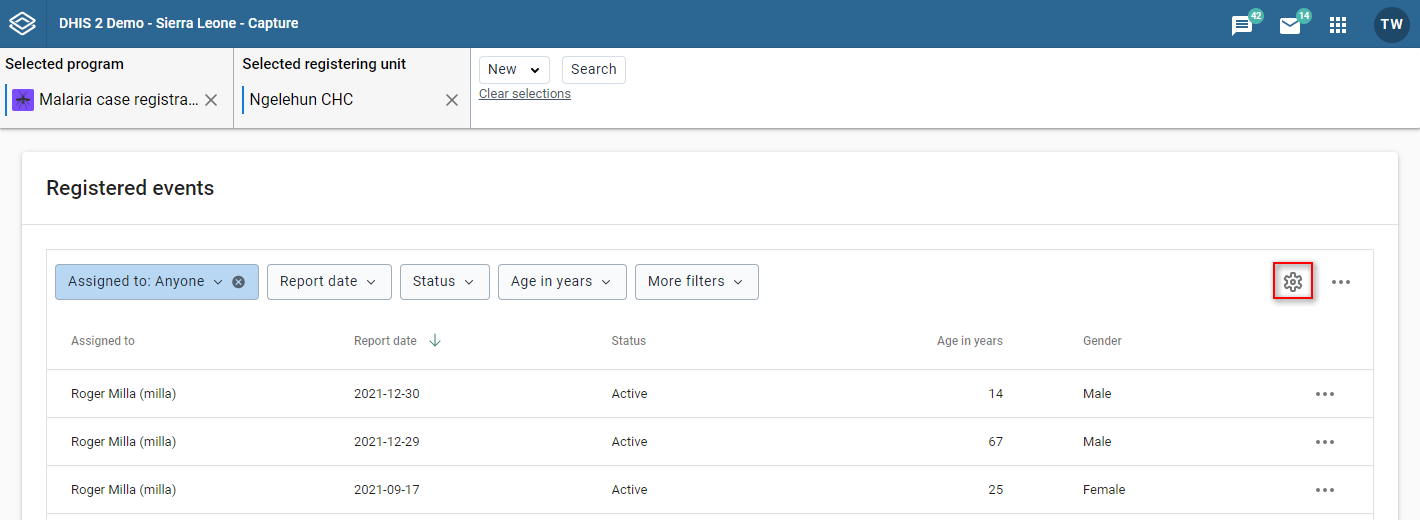 DHIS 2 Demo - Sierra Leone - Capture
42
14
TW
Selected program
Selected registering unit
Malaria case registra...
Ngelehun CHC
New
Search
Clear selections
Registered events
Assigned to: Anyone
Report date
Status
Age in years
More filters
Assigned to Report date Status Age in years Gender
Roger Milla (milla) 2021-12-30 Active 14 Male
Roger Milla (milla) 2021-12-29 Active 67 Male
Roger Milla (milla) 2021-09-17 Active 25 Female